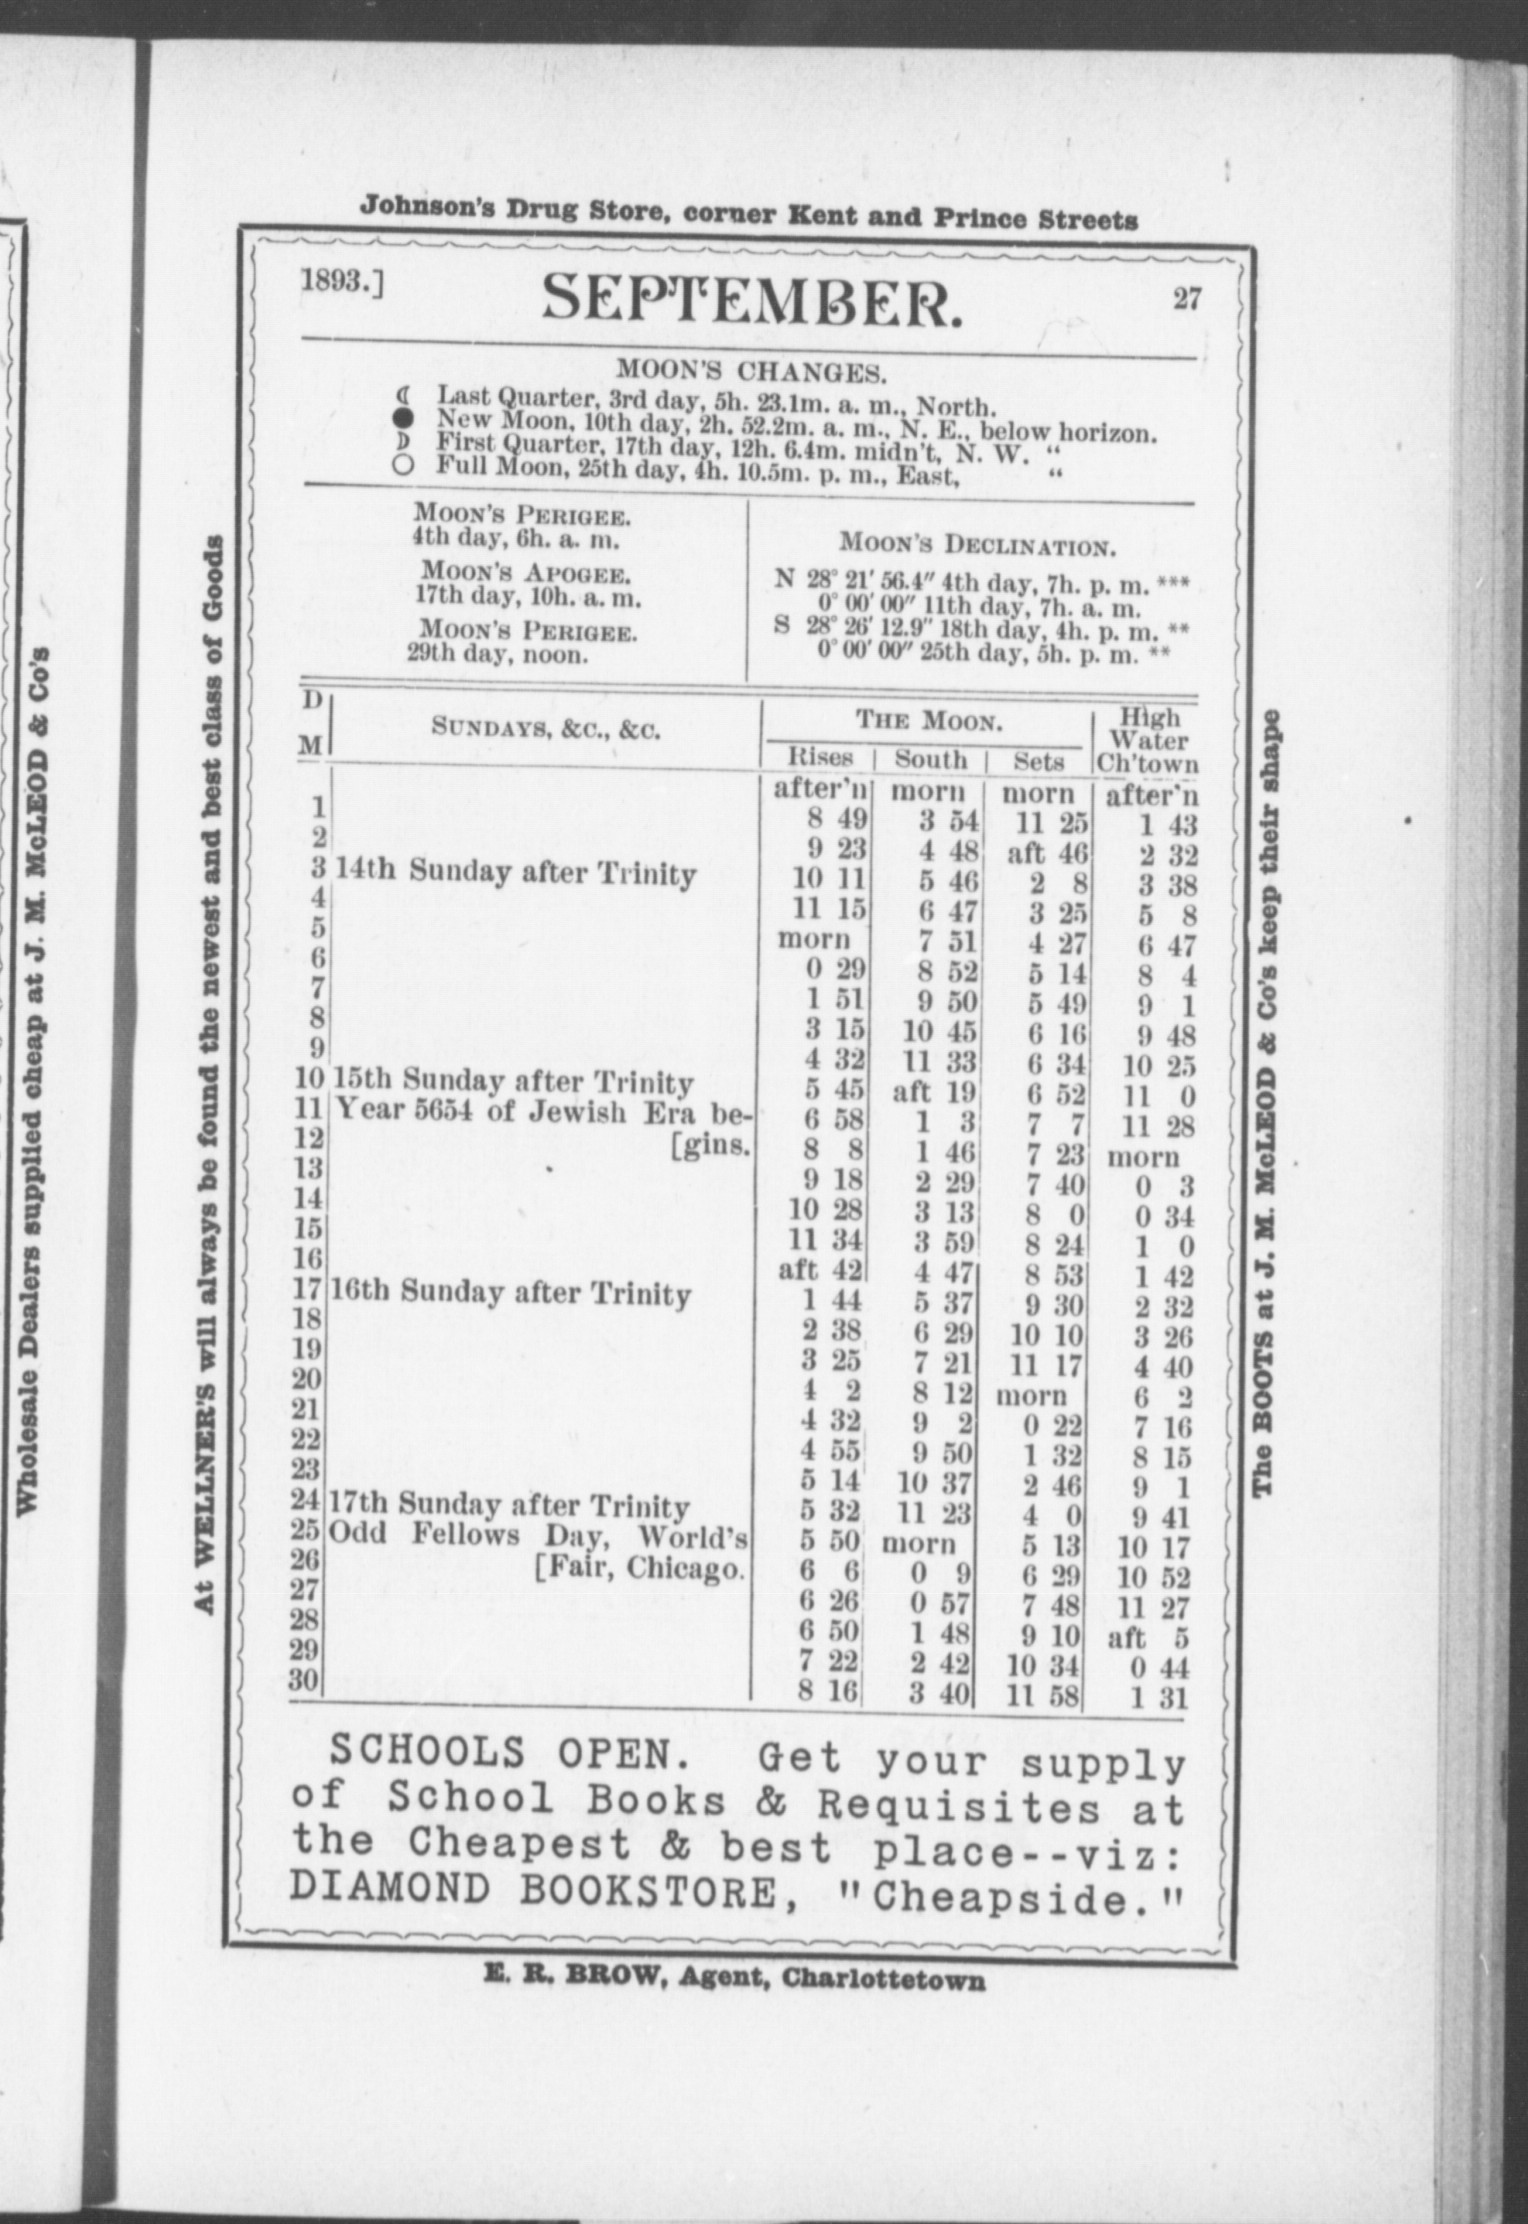 Wholesale Dealers supplied cheap at J. M. McLEOD & Co's
At WELLNER'S will always be found the newest and best class of Goods
Johnson's Drug Store, corner Kent and Prince Streets
1893.] SEPTEMBER. 27
MOON'S CHANGES.
☾ Last Quarter, 3rd day, 5h. 23.1m. a. m., North.
● New Moon, 10th day, 2h. 52.2m. a. m., N. E., below horizon.
☽ First Quarter, 17th day, 12h. 6.4m. midn't, N. W. "
○ Full Moon, 25th day, 4h. 10.5m. p. m., East, "
MOON'S PERIGEE.
4th day, 6h. a. m.
MOON'S APOGEE.
17th day, 10h. a. m.
MOON'S PERIGEE.
29th day, noon.
MOON'S DECLINATION.
N 28° 21' 56.4" 4th day, 7h. p. m. ***
0° 00' 00" 11th day, 7h. a. m.
S 28° 26' 12.9" 18th day, 4h. p. m. **
0° 00' 00" 25th day, 5h. p. m. **
D M SUNDAYS, &C., &C. THE MOON. High Water Ch'town
Rises South Sets
after'n morn morn after'n
1 8 49 3 54 11 25 1 43
2 9 23 4 48 aft 46 2 32
3 14th Sunday after Trinity 10 11 5 46 2 8 3 38
4 11 15 6 47 3 25 5 8
5 morn 7 51 4 27 6 47
6 0 29 8 52 5 14 8 4
7 1 51 9 50 5 49 9 1
8 3 15 10 45 6 16 9 48
9 4 32 11 33 6 34 10 25
10 15th Sunday after Trinity 5 45 aft 19 6 52 11 0
11 Year 5654 of Jewish Era be- 6 58 1 3 7 7 11 28
12 [gins. 8 8 1 46 7 23 morn
13 9 18 2 29 7 40 0 3
14 10 28 3 13 8 0 0 34
15 11 34 3 59 8 24 1 0
16 aft 42 4 47 8 53 1 42
17 16th Sunday after Trinity 1 44 5 37 9 30 2 32
18 2 38 6 29 10 10 3 26
19 3 25 7 21 11 17 4 40
20 4 2 8 12 morn 6 2
21 4 32 9 2 0 22 7 16
22 4 55 9 50 1 32 8 15
23 5 14 10 37 2 46 9 1
24 17th Sunday after Trinity 5 32 11 23 4 0 9 41
25 Odd Fellows Day, World's 5 50 morn 5 13 10 17
26 [Fair, Chicago. 6 6 0 9 6 29 10 52
27 6 26 0 57 7 48 11 27
28 6 50 1 48 9 10 aft 5
29 7 22 2 42 10 34 0 44
30 8 16 3 40 11 58 1 31
SCHOOLS OPEN. Get your supply
of School Books & Requisites at
the Cheapest & best place--viz:
DIAMOND BOOKSTORE, "Cheapside."
E. R. BROW, Agent, Charlottetown
The BOOTS at J. M. McLEOD & Co's keep their shape